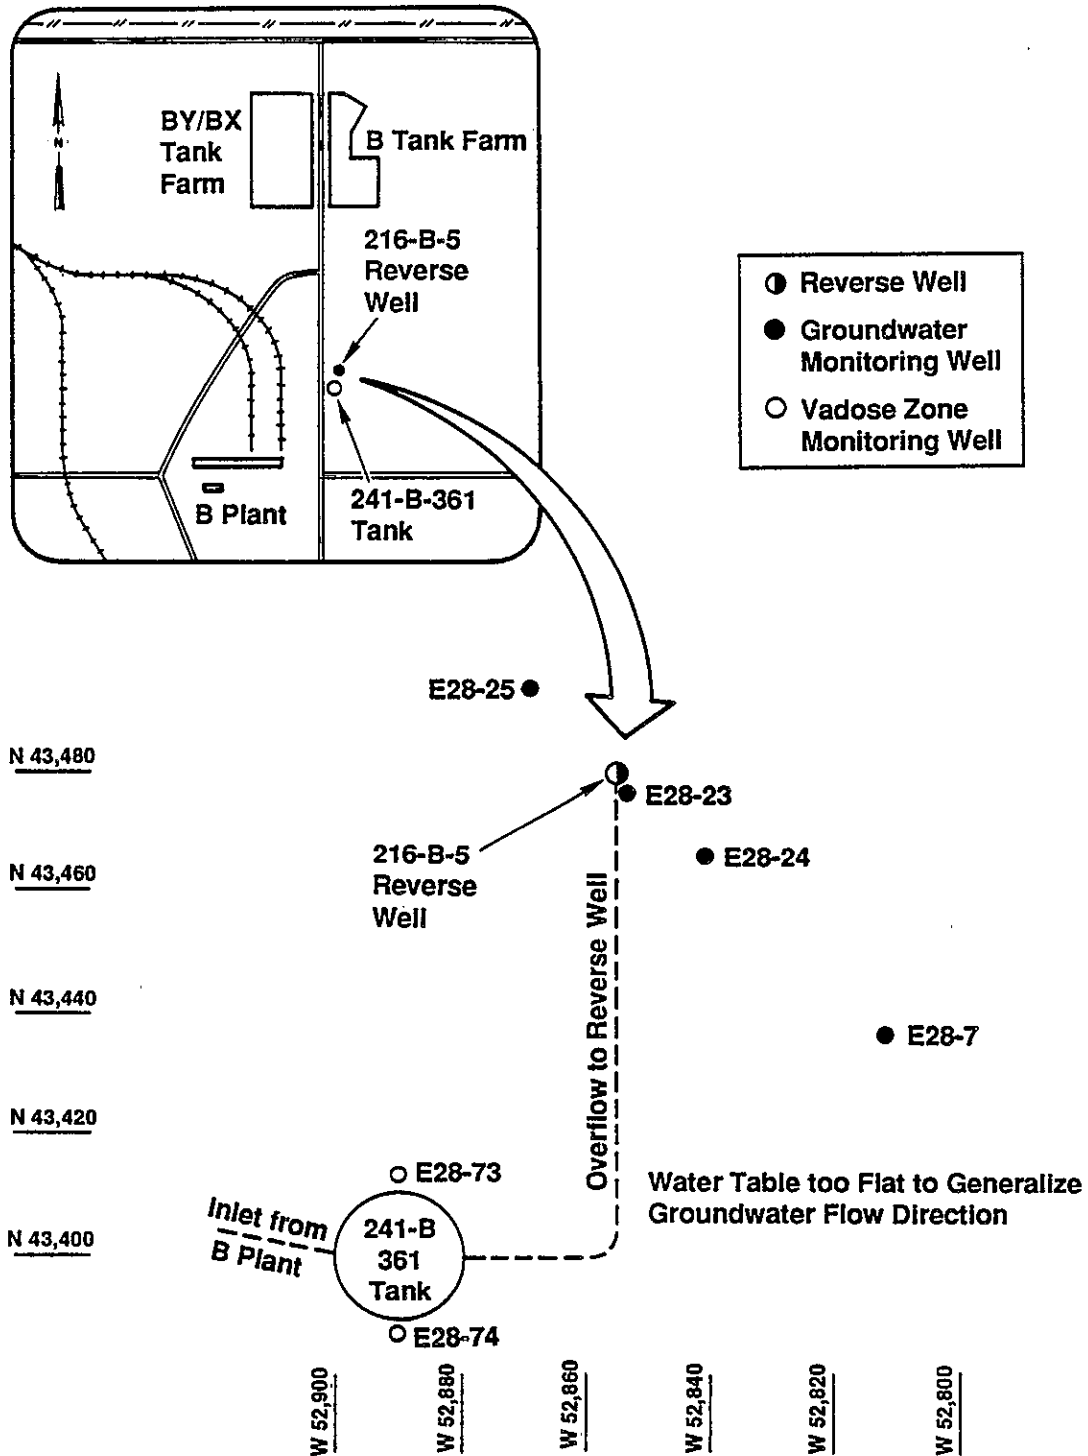 N
BY/BX
Tank
Farm
B Tank Farm
216-B-5
Reverse
Well
241-B-361
Tank
B Plant
Reverse Well
Groundwater
Monitoring Well
Vadose Zone
Monitoring Well
E28-25
N 43,480
E28-23
216-B-5
Reverse
Well
E28-24
N 43,460
Overflow to Reverse Well
N 43,440
E28-7
N 43,420
E28-73
Water Table too Flat to Generalize
Groundwater Flow Direction
Inlet from
B Plant
241-B
361
Tank
N 43,400
E28-74
W 52,900
W 52,880
W 52,860
W 52,840
W 52,820
W 52,800